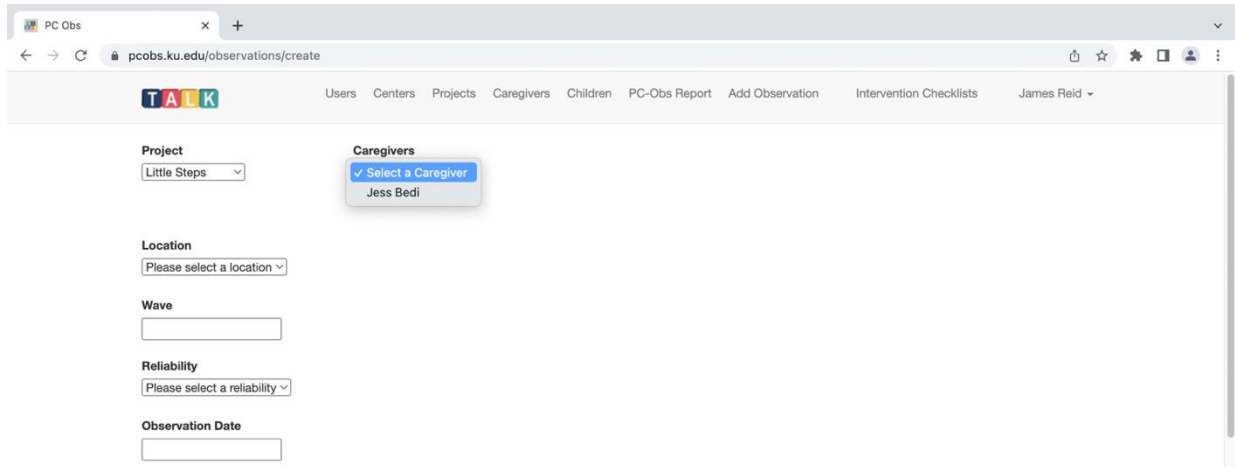 PC Obs
pcobs.ku.edu/observations/create
TALK Users Centers Projects Caregivers Children PC-Obs Report Add Observation Intervention Checklists James Reid
Project Caregivers
Little Steps ✓ Select a Caregiver
Jess Bedi
Location
Please select a location
Wave
Reliability
Please select a reliability
Observation Date